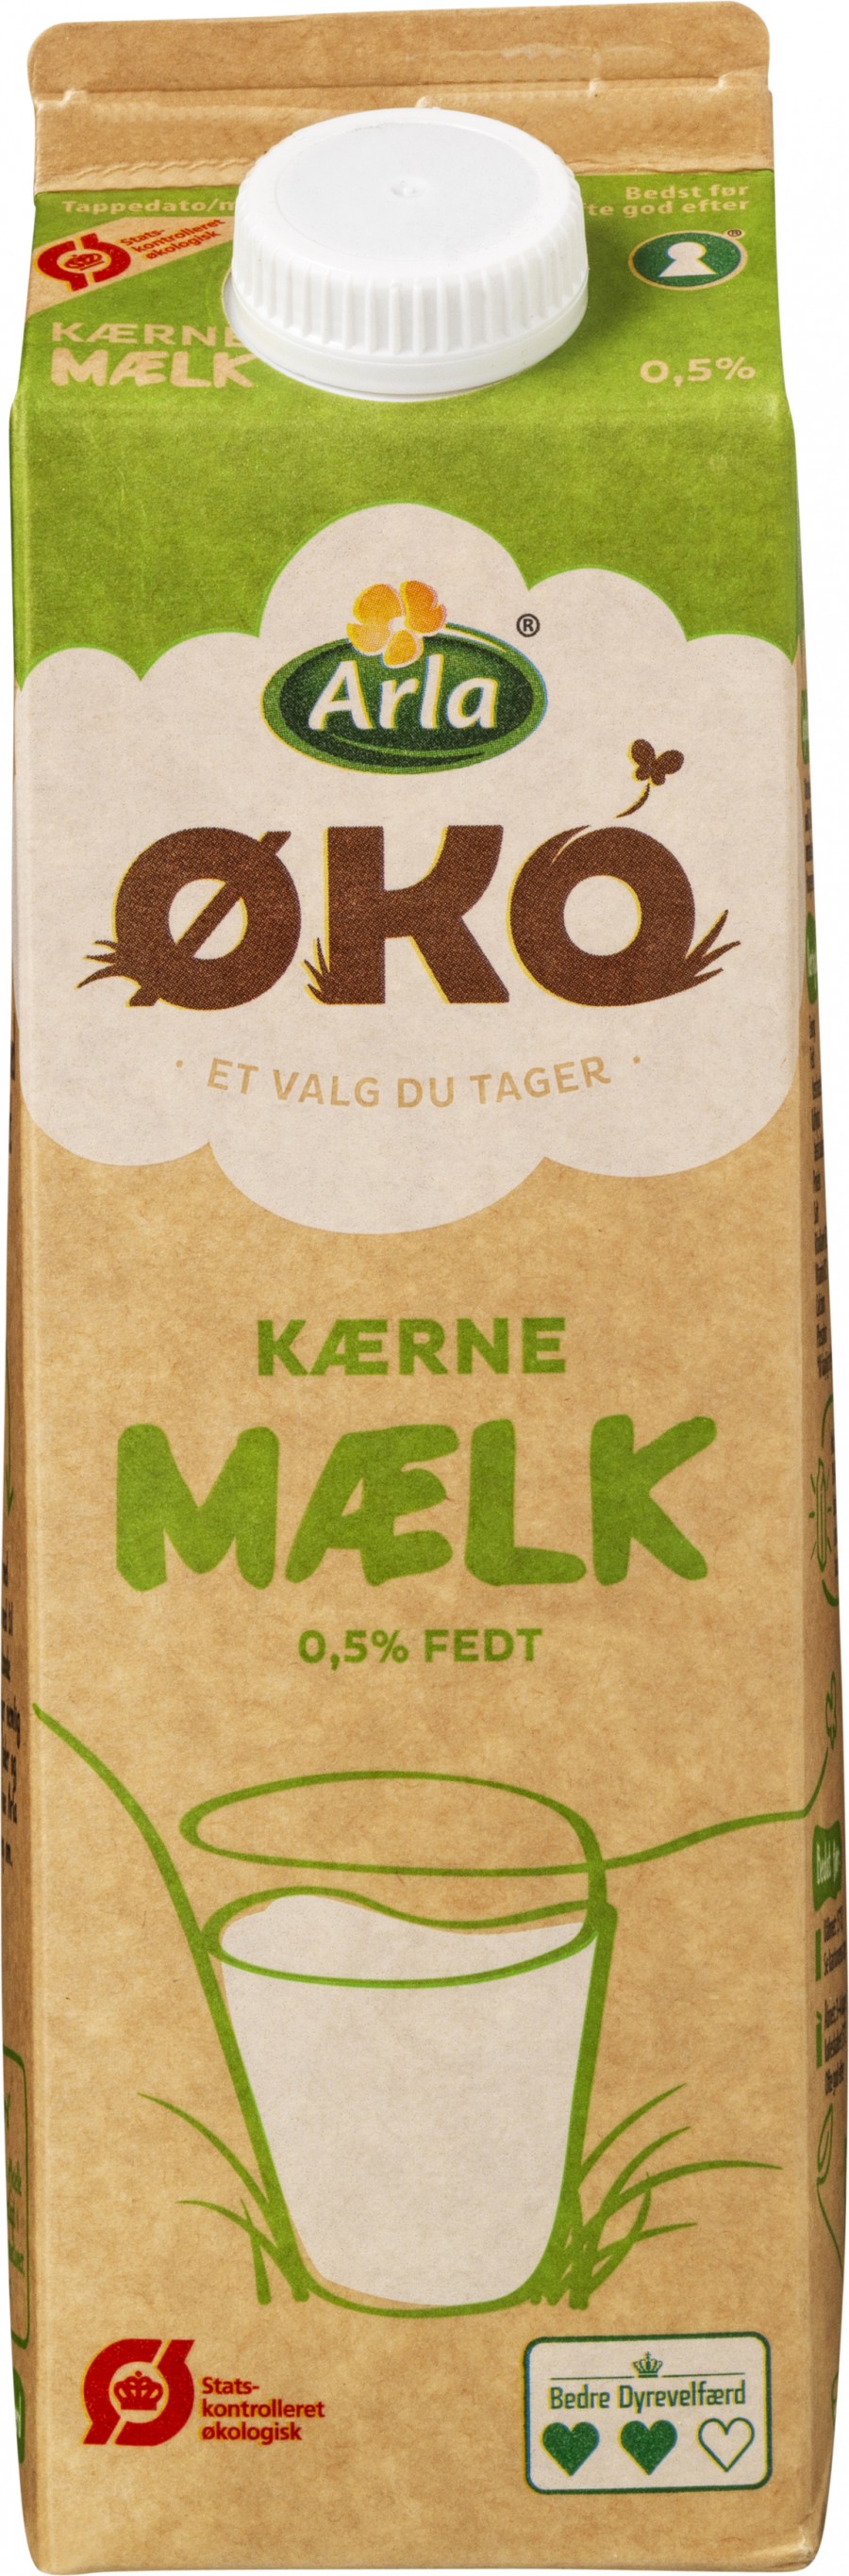 Tappedato/
Bedst før
te god efter
Stats-
kontrolleret
økologisk
®
KÆRNE
MÆLK
0,5%
Arla
®
ØKO
· ET VALG DU TAGER ·
KÆRNE
MÆLK
0,5% FEDT
Stats-
kontrolleret
økologisk
Bedre Dyrevelfærd